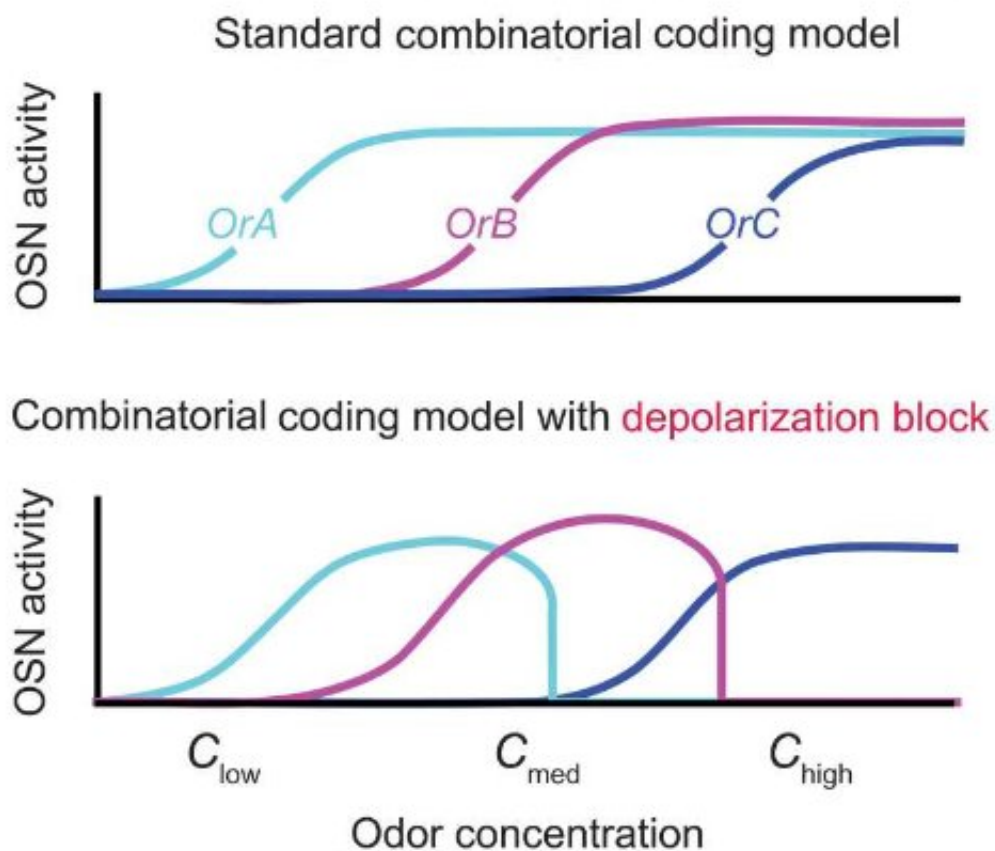 Standard combinatorial coding model
OSN activity
OrA
OrB
OrC
Combinatorial coding model with depolarization block
OSN activity
Clow
Cmed
Chigh
Odor concentration